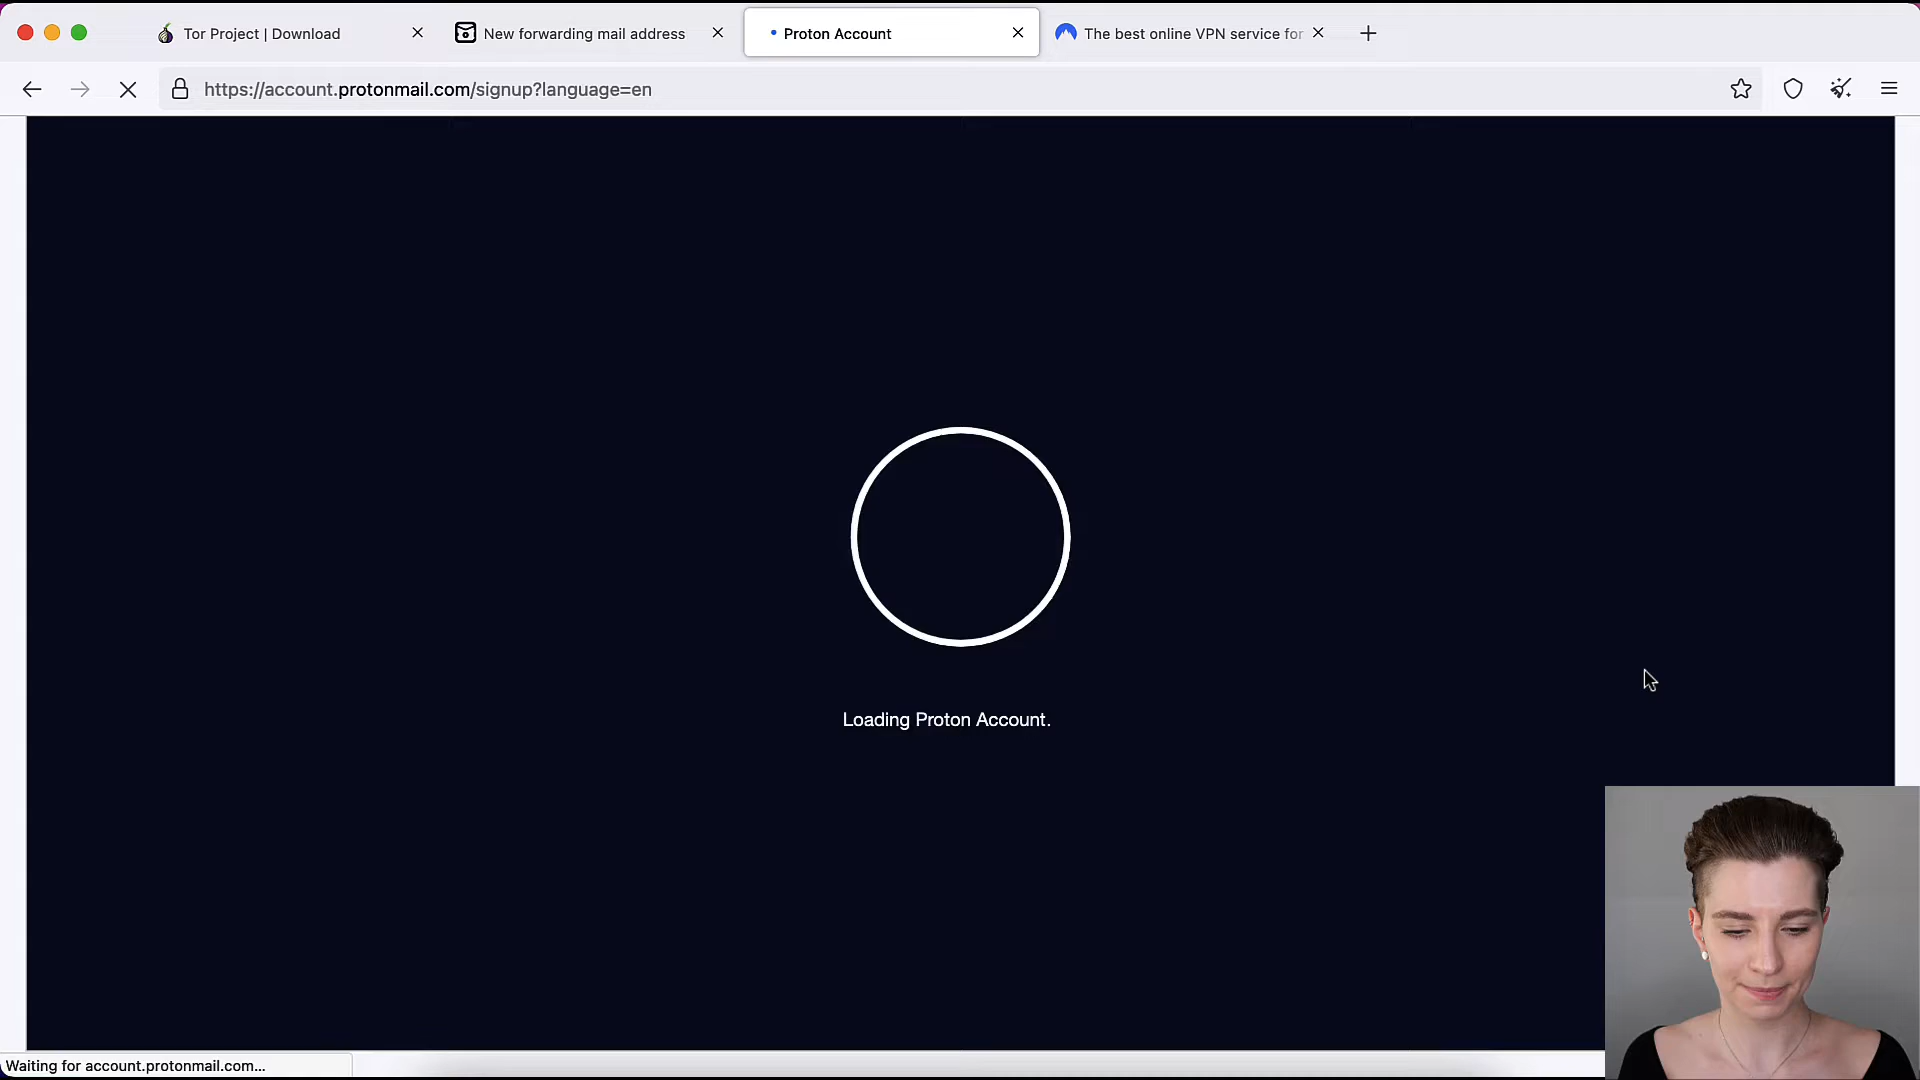 Tor Project | Download
New forwarding mail address
Proton Account
The best online VPN service for
https://account.protonmail.com/signup?language=en
Loading Proton Account.
Waiting for account.protonmail.com...